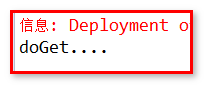 信息: Deployment o
doGet....